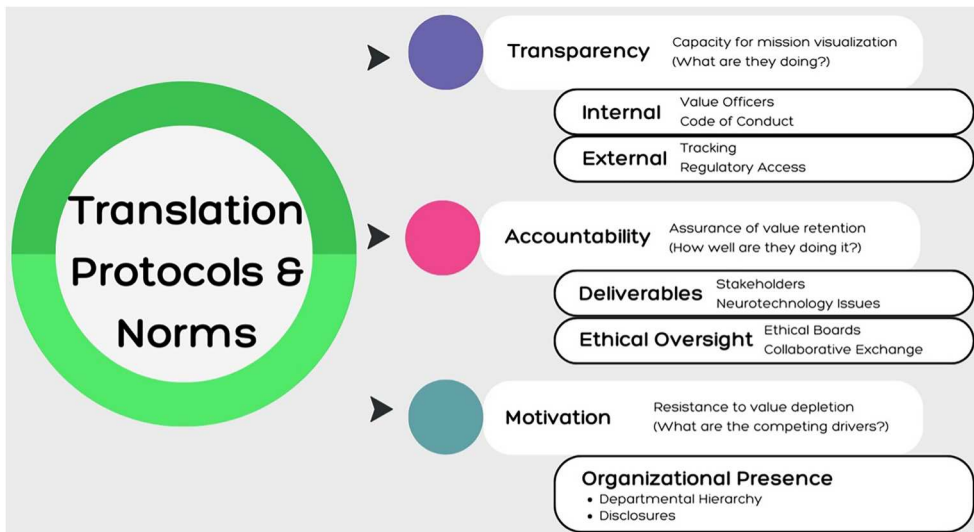 Translation
Protocols &
Norms
Transparency
Capacity for mission visualization
(What are they doing?)
Internal
Value Officers
Code of Conduct
External
Tracking
Regulatory Access
Accountability
Assurance of value retention
(How well are they doing it?)
Deliverables
Stakeholders
Neurotechnology Issues
Ethical Oversight
Ethical Boards
Collaborative Exchange
Motivation
Resistance to value depletion
(What are the competing drivers?)
Organizational Presence
• Departmental Hierarchy
• Disclosures